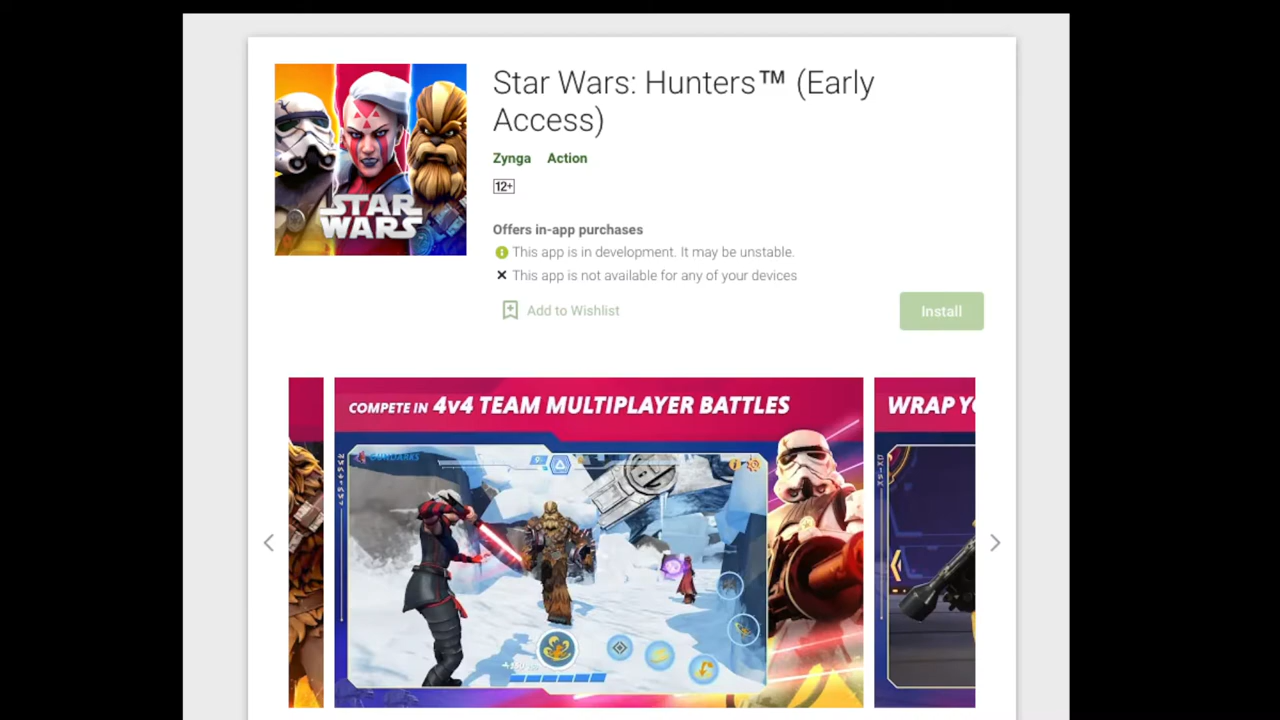 Star Wars: Hunters™ (Early
Access)
Zynga Action
12+
Offers in-app purchases
This app is in development. It may be unstable.
This app is not available for any of your devices
Add to Wishlist
Install
STAR
WARS
COMPETE IN 4v4 TEAM MULTIPLAYER BATTLES
WRAP